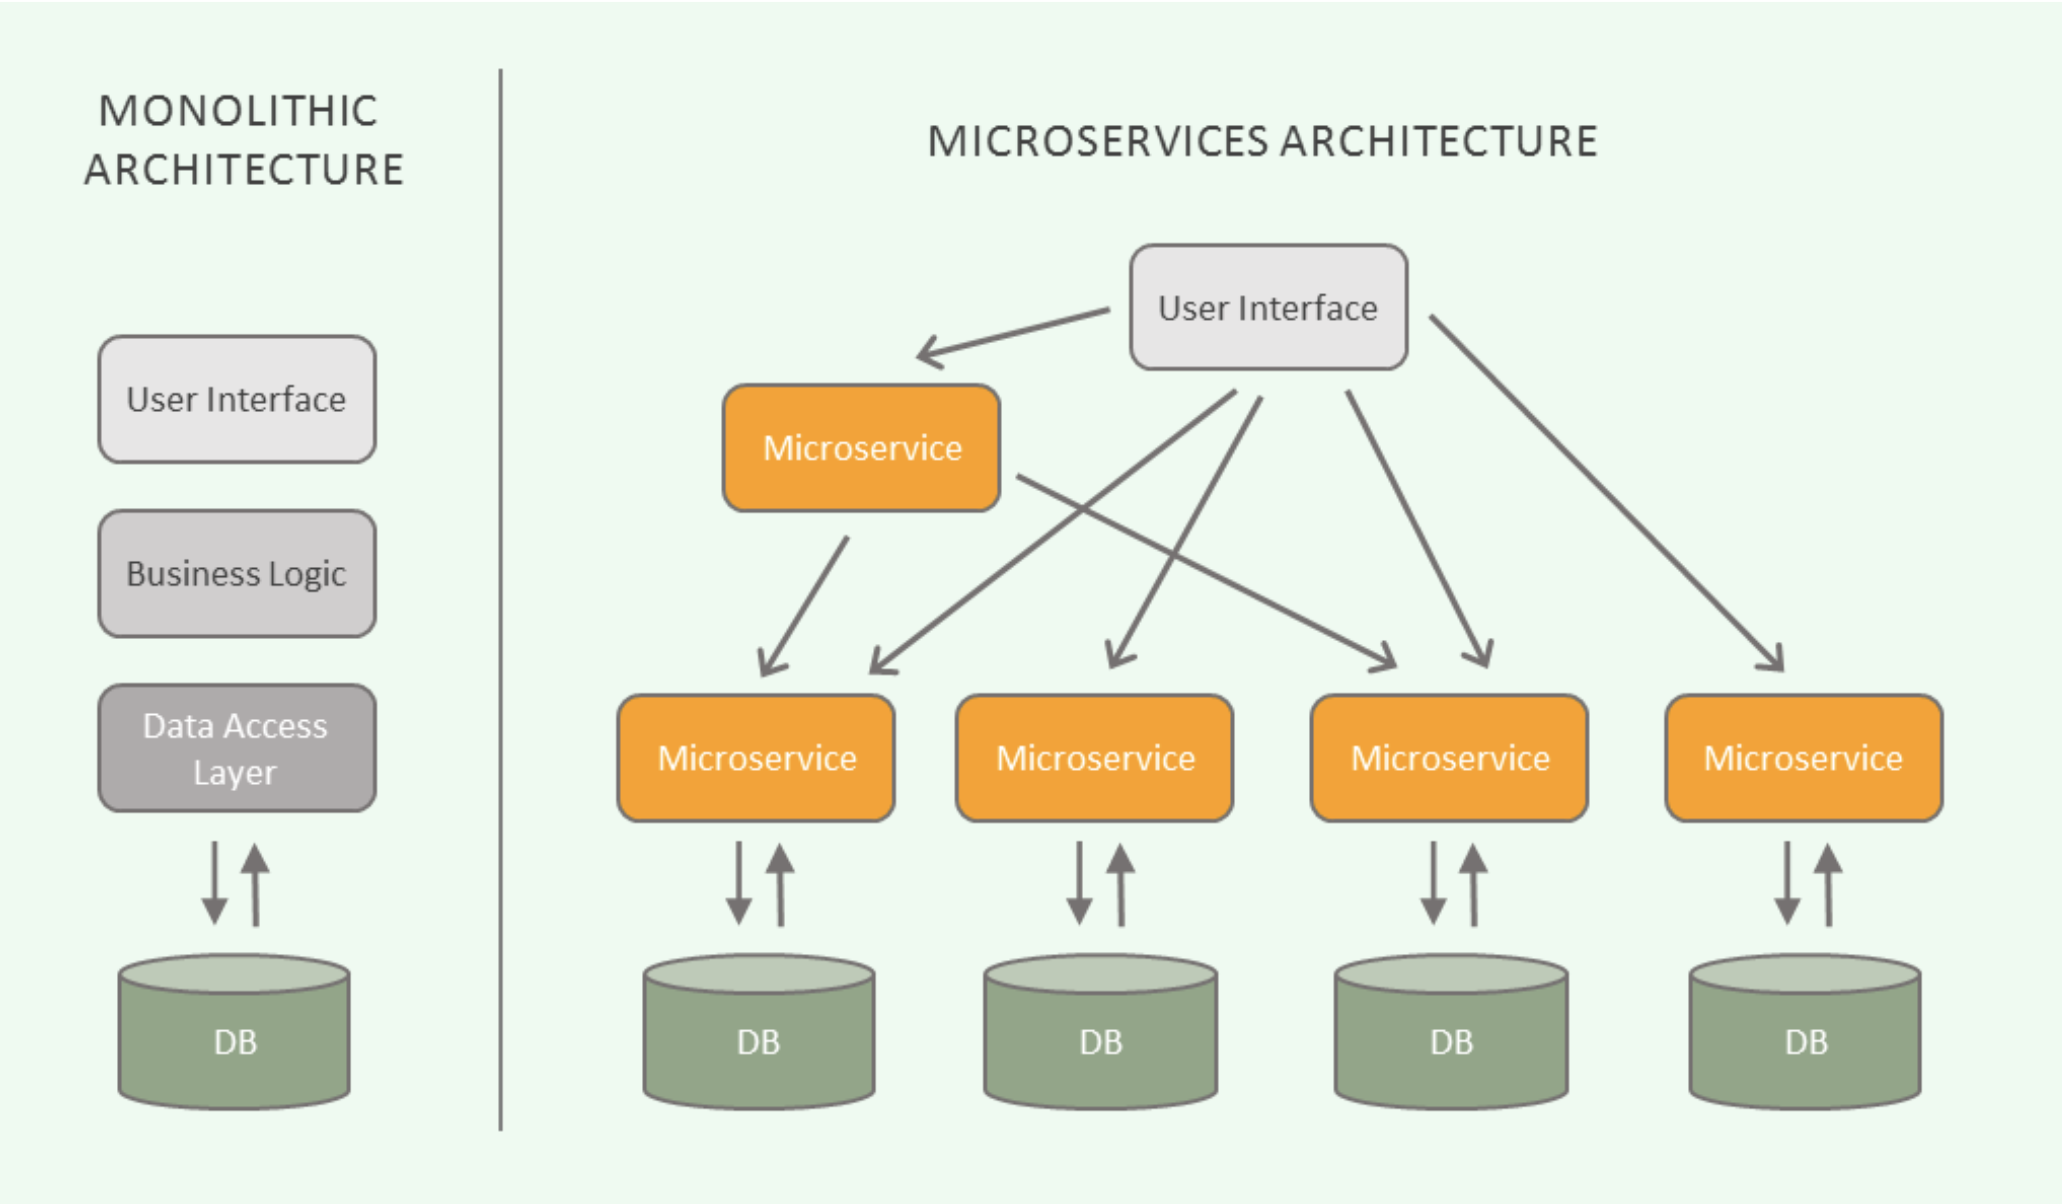 MONOLITHIC
ARCHITECTURE
User Interface
Business Logic
Data Access
Layer
DB
MICROSERVICES ARCHITECTURE
User Interface
Microservice
Microservice
Microservice
Microservice
Microservice
DB
DB
DB
DB